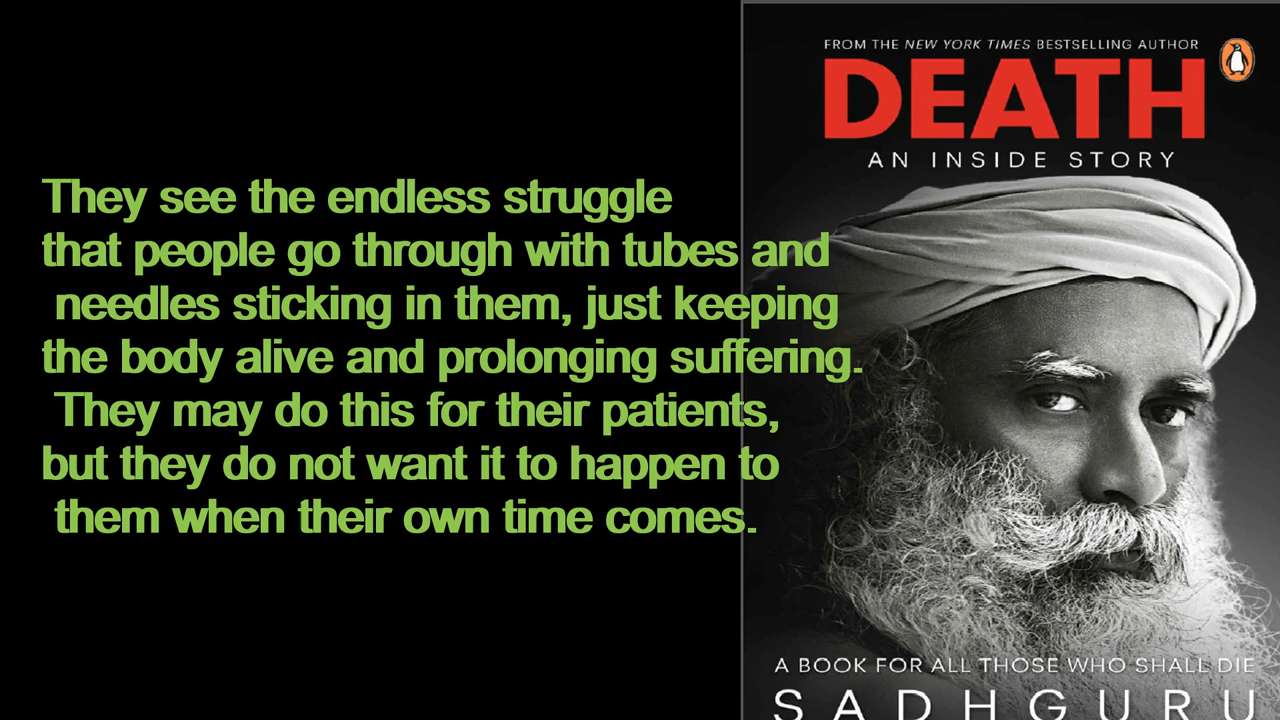 They see the endless struggle
that people go through with tubes and
needles sticking in them, just keeping
the body alive and prolonging suffering.
They may do this for their patients,
but they do not want it to happen to
them when their own time comes.
FROM THE NEW YORK TIMES BESTSELLING AUTHOR
DEATH
AN INSIDE STORY
A BOOK FOR ALL THOSE WHO SHALL DIE
SADHGURU